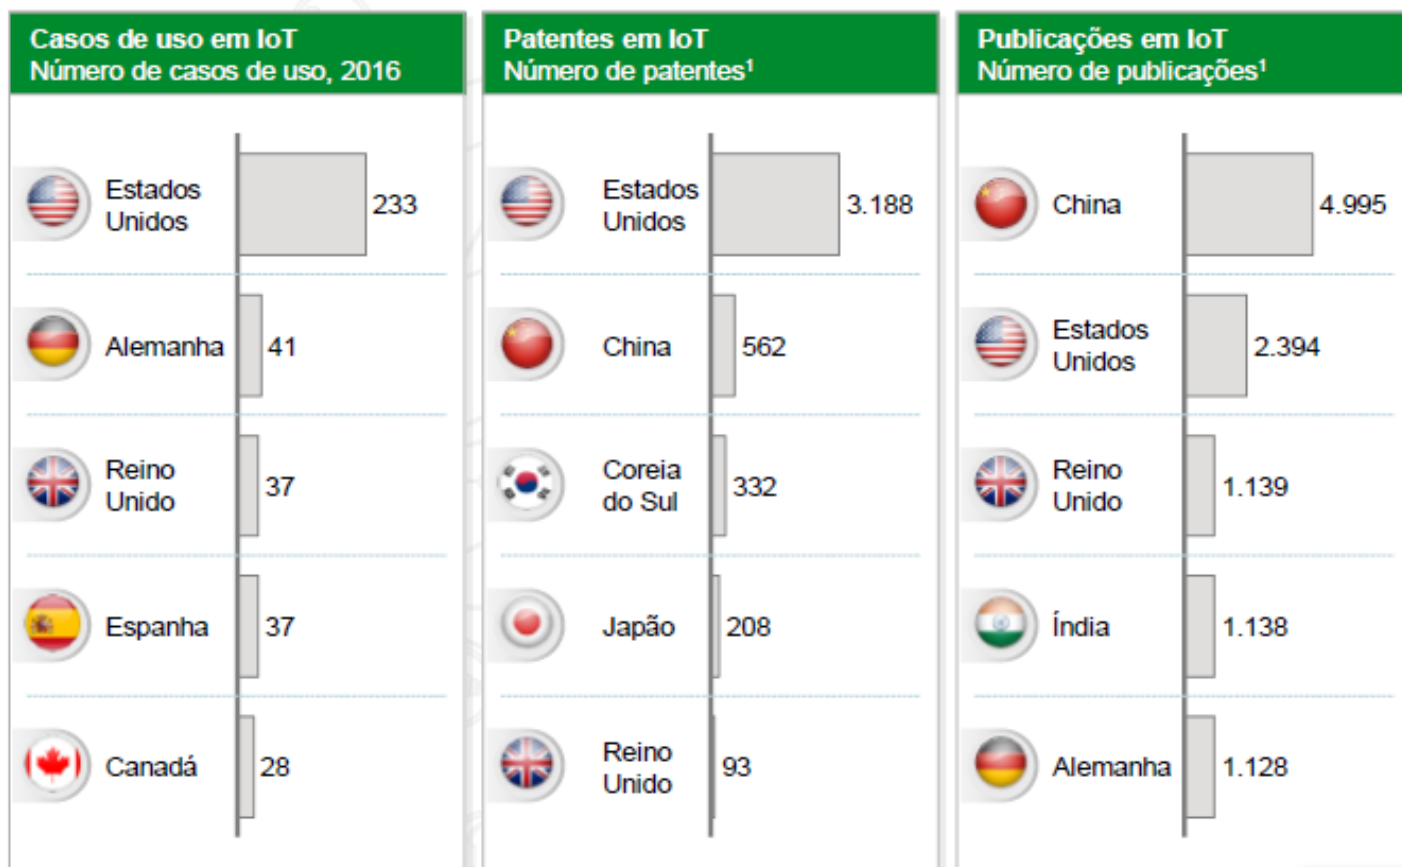 Casos de uso em IoT
Número de casos de uso, 2016
Estados
Unidos
233
Alemanha
41
Reino
Unido
37
Espanha
37
Canadá
28
Patentes em IoT
Número de patentes¹
Estados
Unidos
3.188
China
562
Coreia
do Sul
332
Japão
208
Reino
Unido
93
Publicações em IoT
Número de publicações¹
China
4.995
Estados
Unidos
2.394
Reino
Unido
1.139
Índia
1.138
Alemanha
1.128